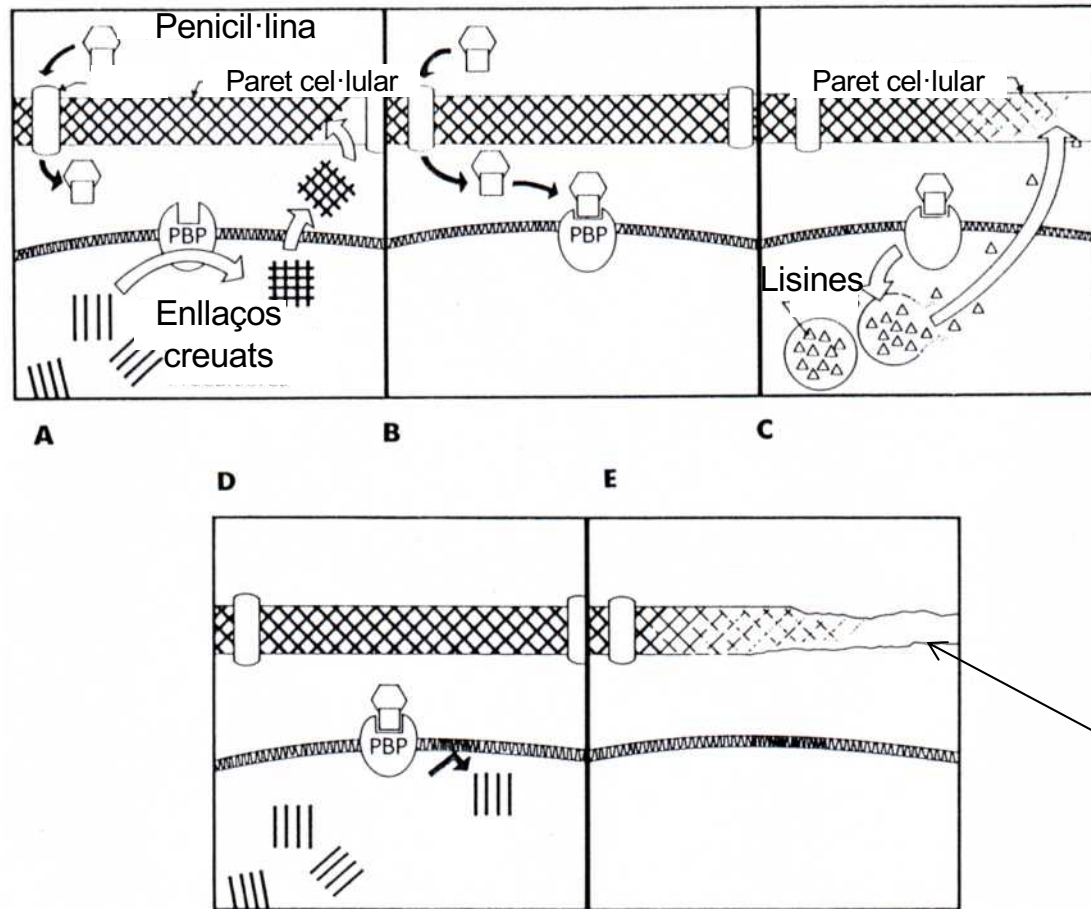 Penicil·lina
Paret cel·lular
PBP
Enllaços
creuats
PBP
Paret cel·lular
Lisines
A
B
C
D
E
PBP